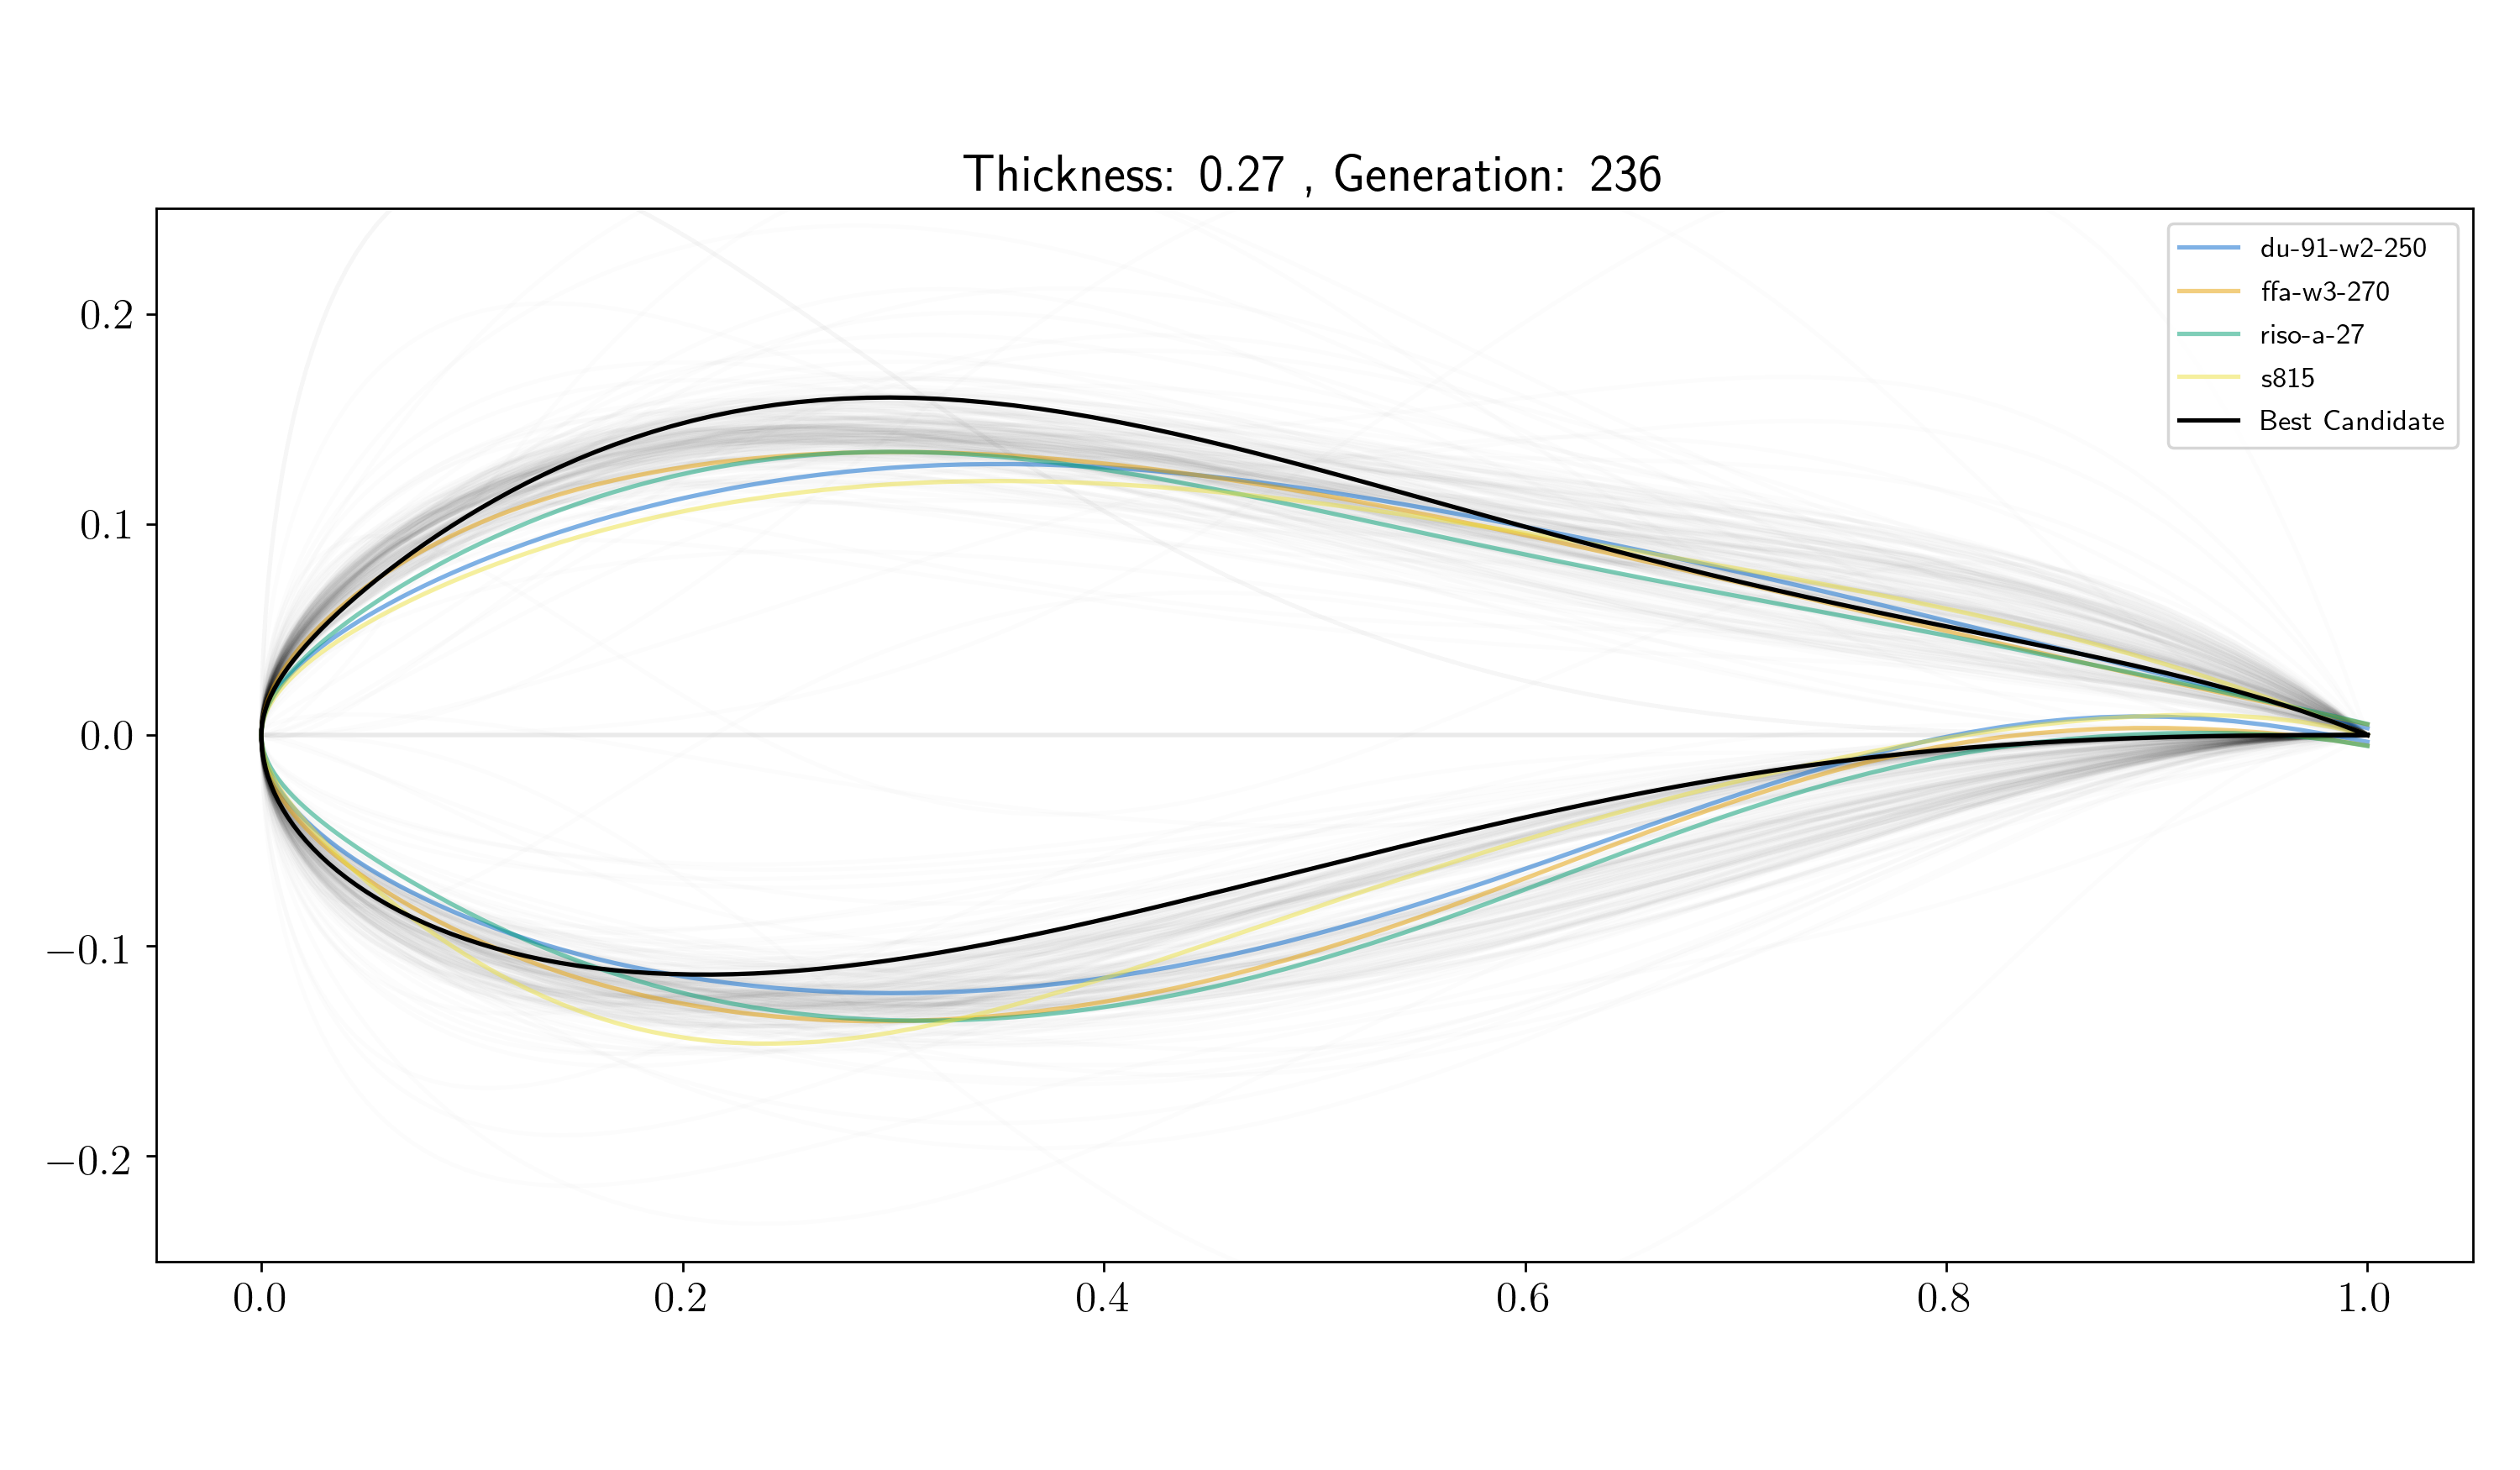 Thickness: 0.27 , Generation: 236
du-91-w2-250
ffa-w3-270
riso-a-27
s815
Best Candidate
0.2
0.1
0.0
−0.1
−0.2
0.0 0.2 0.4 0.6 0.8 1.0